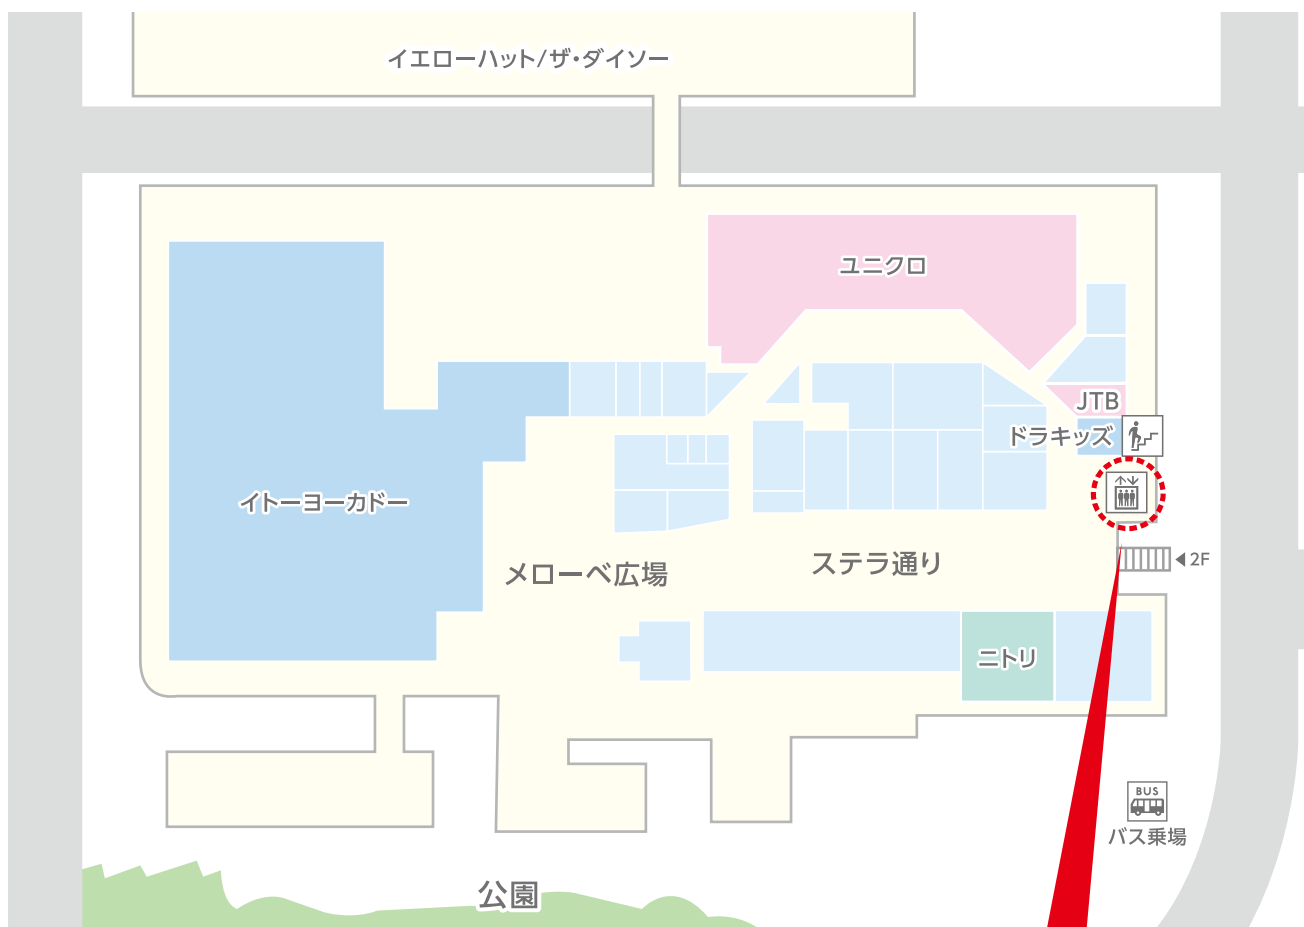 イエローハット/ザ・ダイソー
ユニクロ
JTB
ドラキッズ
イトーヨーカドー
◀2F
ステラ通り
メローペ広場
ニトリ
BUS
バス乗場
公園